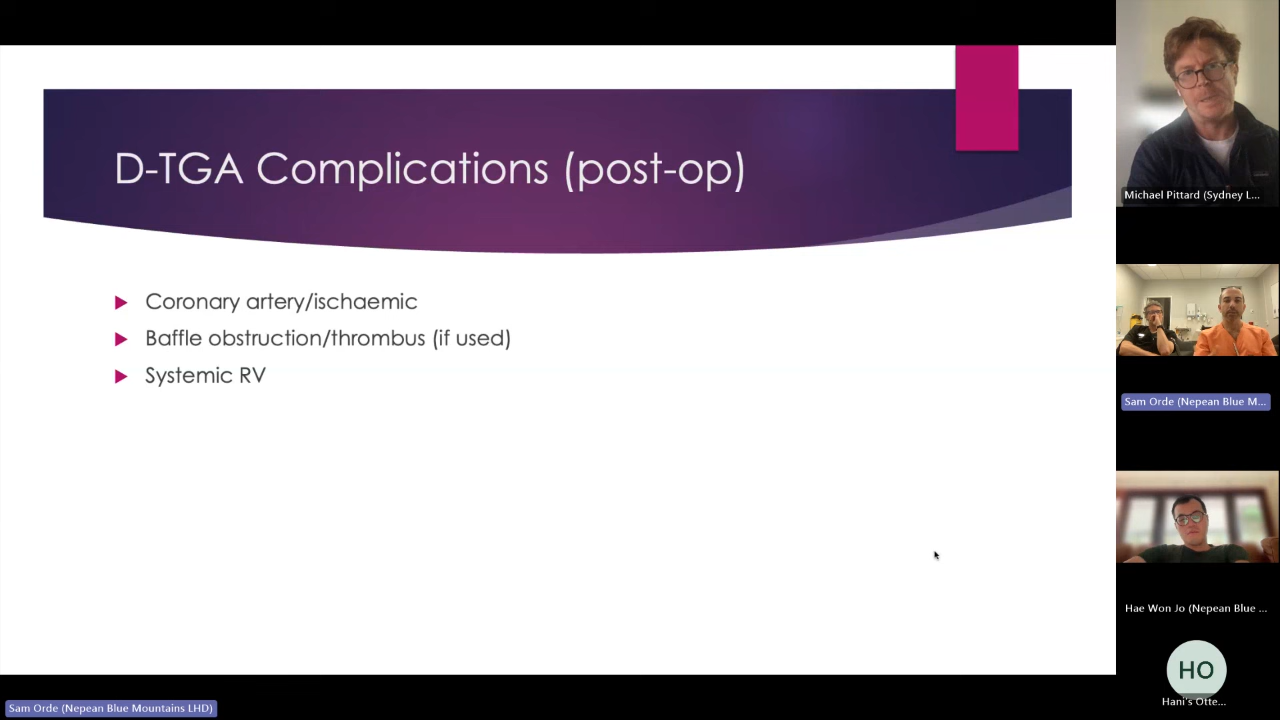 D-TGA Complications (post-op)
Coronary artery/ischaemic
Baffle obstruction/thrombus (if used)
Systemic RV
Michael Pittard (Sydney L...
Sam Orde (Nepean Blue M...
Hae Won Jo (Nepean Blue ...
HO
Hani's Otte...
Sam Orde (Nepean Blue Mountains LHD)